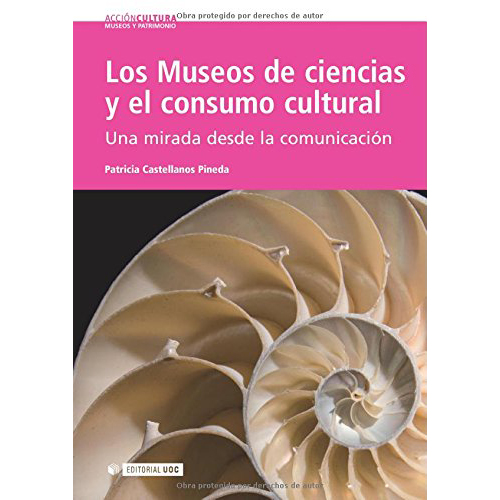 ACCIÓNCULTURA Obra protegido por derechos de autor
MUSEOS Y PATRIMONIO
Los Museos de ciencias
y el consumo cultural
Una mirada desde la comunicación
Patricia Castellanos Pineda
EDITORIAL UOC
Obra protegido por derechos de autor